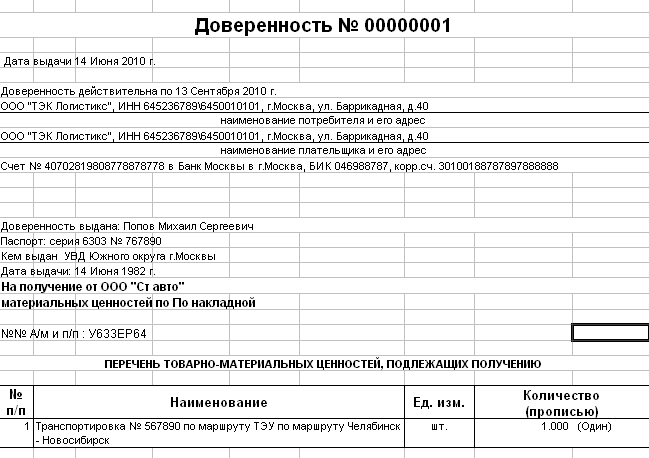 Доверенность № 00000001
Дата выдачи 14 Июня 2010 г.
Доверенность действительна по 13 Сентября 2010 г.
ООО "ТЭК Логистикс", ИНН 645236789\6450010101, г.Москва, ул. Баррикадная, д.40
наименование потребителя и его адрес
ООО "ТЭК Логистикс", ИНН 645236789\6450010101, г.Москва, ул. Баррикадная, д.40
наименование плательщика и его адрес
Счет № 40702819808778878778 в Банк Москвы в г.Москва, БИК 046988787, корр.сч. 30100188787897888888
Доверенность выдана: Попов Михаил Сергеевич
Паспорт: серия 6303 № 767890
Кем выдан УВД Южного округа г.Москвы
Дата выдачи: 14 Июня 1982 г.
На получение от ООО "Ст авто"
материальных ценностей по По накладной
№№ А/м и п/п : У633ЕР64
ПЕРЕЧЕНЬ ТОВАРНО-МАТЕРИАЛЬНЫХ ЦЕННОСТЕЙ, ПОДЛЕЖАЩИХ ПОЛУЧЕНИЮ
№ п/п Наименование Ед. изм. Количество (прописью)
1 Транспортировка № 567890 по маршруту ТЭУ по маршруту Челябинск шт. 1.000 (Один)
- Новосибирск